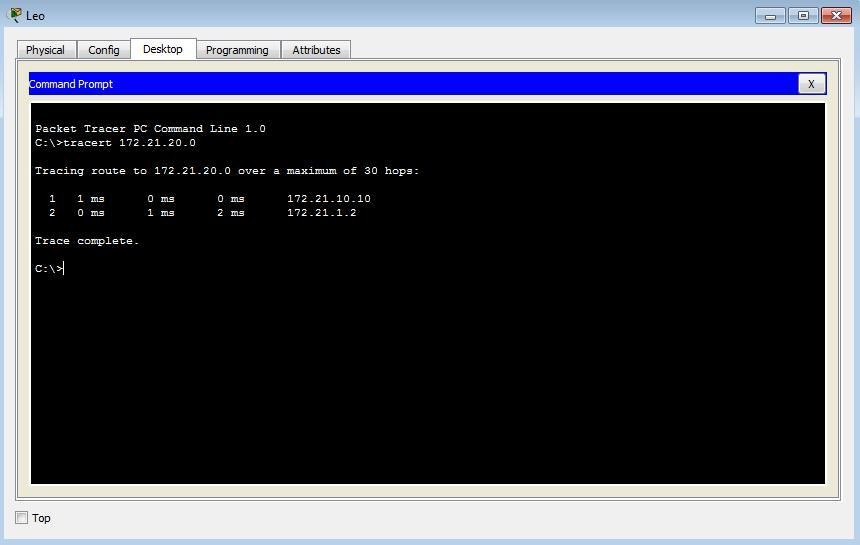 Leo
Physical Config Desktop Programming Attributes
Command Prompt X
Packet Tracer PC Command Line 1.0
C:\>tracert 172.21.20.0
Tracing route to 172.21.20.0 over a maximum of 30 hops:
1 1 ms 0 ms 0 ms 172.21.10.10
2 0 ms 1 ms 2 ms 172.21.1.2
Trace complete.
C:\>
Top